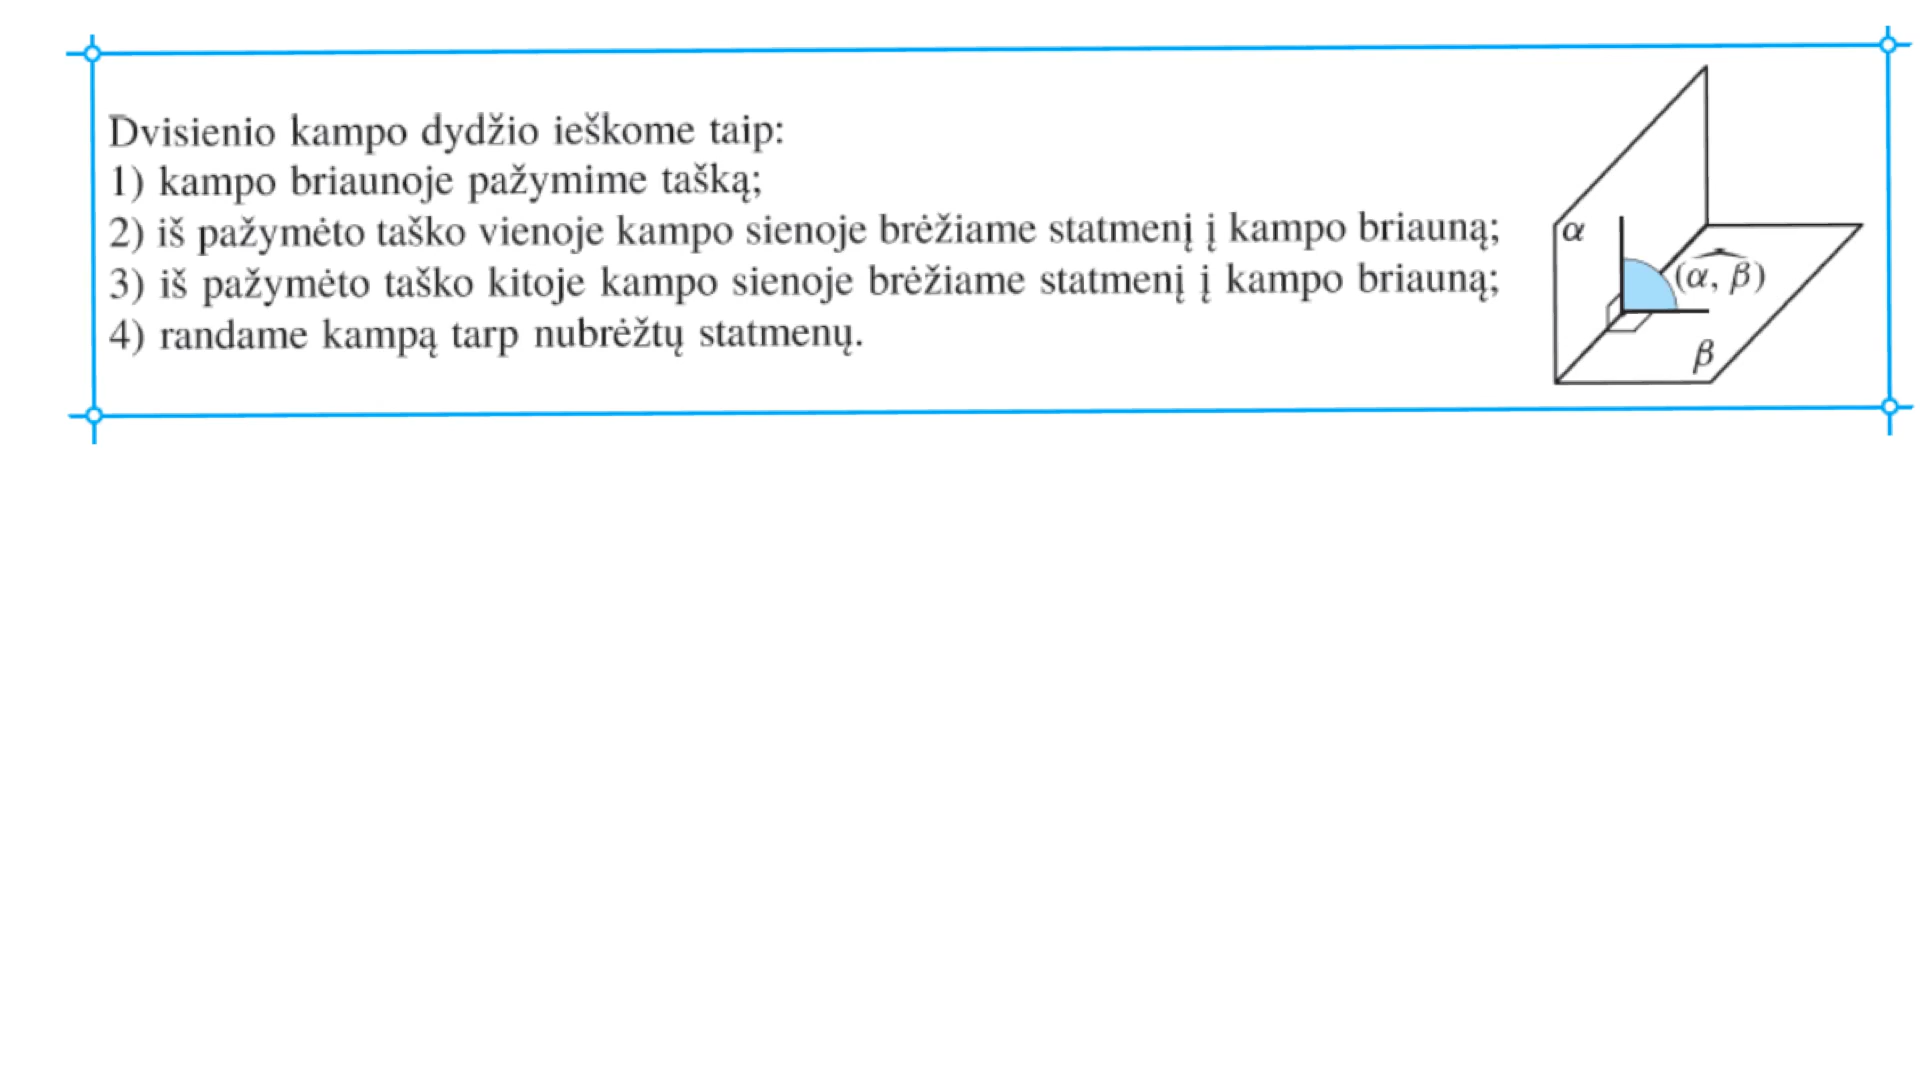 Dvisienio kampo dydžio ieškome taip:
1) kampo briaunoje pažymime tašką;
2) iš pažymėto taško vienoje kampo sienoje brėžiame statmenį į kampo briauną;
3) iš pažymėto taško kitoje kampo sienoje brėžiame statmenį į kampo briauną;
4) randame kampą tarp nubrėžtų statmenų.
α
(α, β)
β